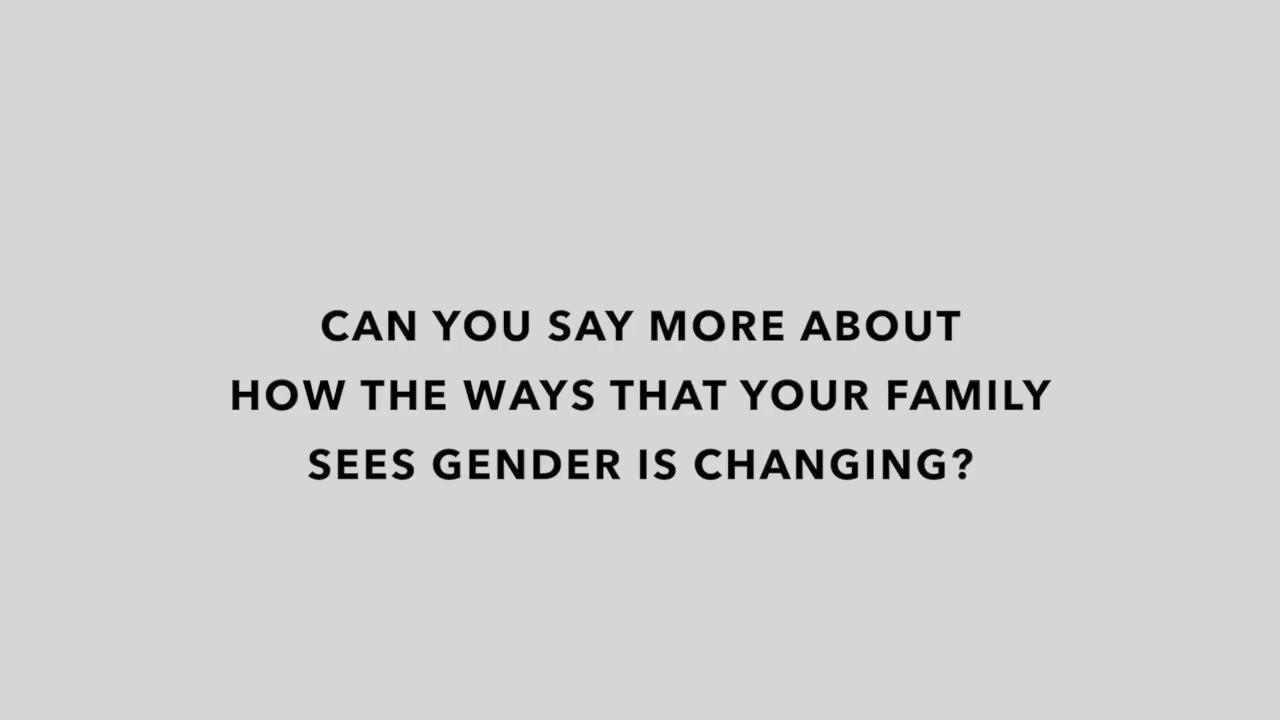 CAN YOU SAY MORE ABOUT
HOW THE WAYS THAT YOUR FAMILY
SEES GENDER IS CHANGING?